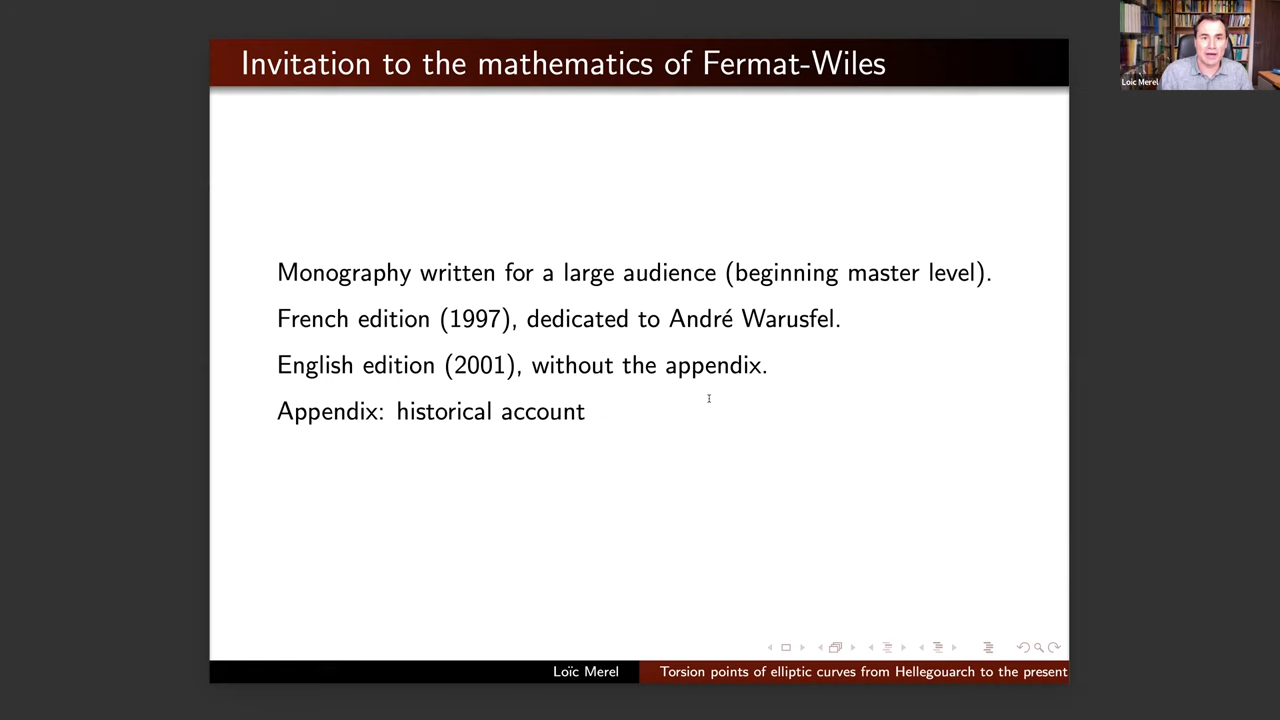 Invitation to the mathematics of Fermat-Wiles
Loïc Merel
Monography written for a large audience (beginning master level).
French edition (1997), dedicated to André Warusfel.
English edition (2001), without the appendix.
Appendix: historical account
Loïc Merel
Torsion points of elliptic curves from Hellegouarch to the present